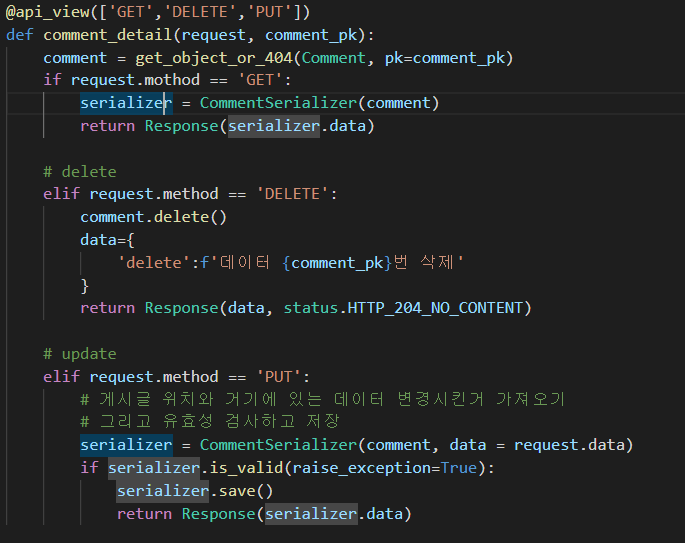 @api_view(['GET','DELETE','PUT'])
def comment_detail(request, comment_pk):
    comment = get_object_or_404(Comment, pk=comment_pk)
    if request.mothod == 'GET':
        serializer = CommentSerializer(comment)
        return Response(serializer.data)
    # delete
    elif request.method == 'DELETE':
        comment.delete()
        data={
            'delete':f'데이터 {comment_pk}번 삭제'
        }
        return Response(data, status.HTTP_204_NO_CONTENT)
    # update
    elif request.method == 'PUT':
        # 게시글 위치와 거기에 있는 데이터 변경시킨거 가져오기
        # 그리고 유효성 검사하고 저장
        serializer = CommentSerializer(comment, data = request.data)
        if serializer.is_valid(raise_exception=True):
            serializer.save()
            return Response(serializer.data)